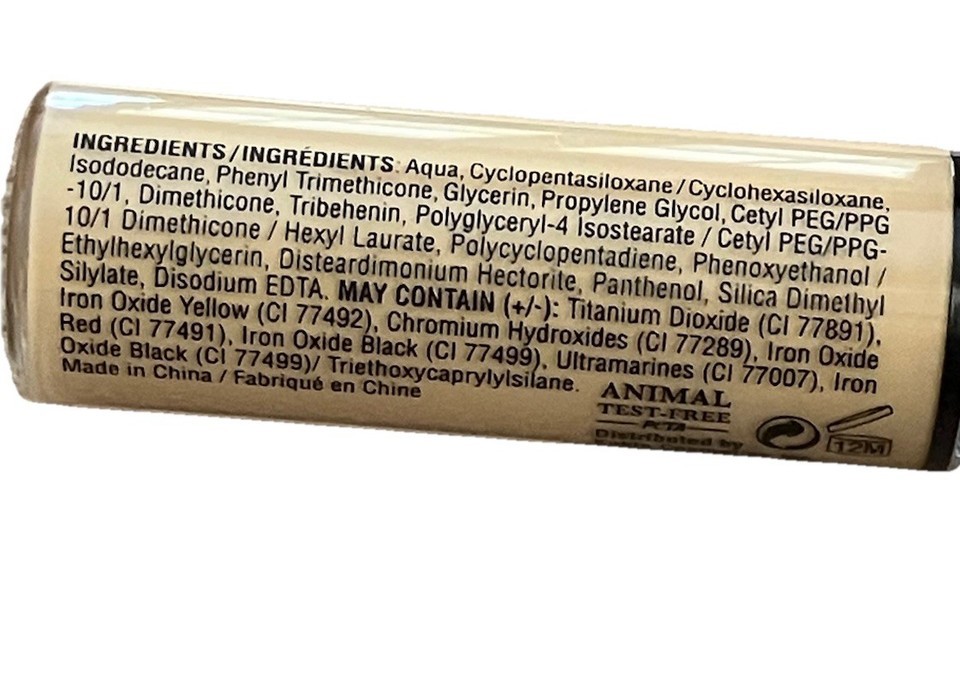 INGREDIENTS/INGRÉDIENTS: Aqua, Cyclopentasiloxane/Cyclohexasiloxane,
Isododecane, Phenyl Trimethicone, Glycerin, Propylene Glycol, Cetyl PEG/PPG
-10/1, Dimethicone, Tribehenin, Polyglyceryl-4 Isostearate / Cetyl PEG/PPG-
10/1 Dimethicone / Hexyl Laurate, Polycyclopentadiene, Phenoxyethanol /
Ethylhexylglycerin, Disteardimonium Hectorite, Panthenol, Silica Dimethyl
Silylate, Disodium EDTA. MAY CONTAIN (+/-): Titanium Dioxide (CI 77891),
Iron Oxide Yellow (CI 77492), Chromium Hydroxides (CI 77289), Iron Oxide
Red (CI 77491), Iron Oxide Black (CI 77499), Ultramarines (CI 77007), Iron
Oxide Black (CI 77499)/ Triethoxycaprylylsilane.
Made in China / Fabriqué en Chine
ANIMAL
TEST-FREE
PETA
Distributed by
12M